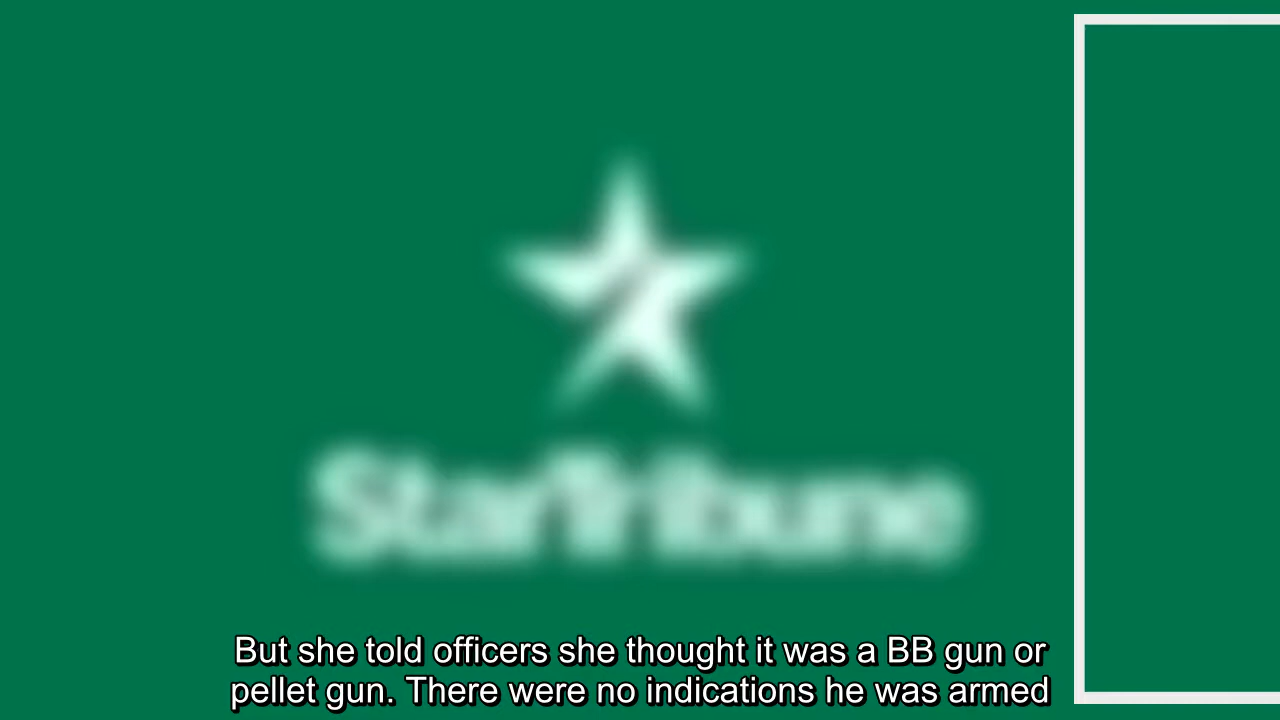 StarTribune
But she told officers she thought it was a BB gun or
pellet gun. There were no indications he was armed